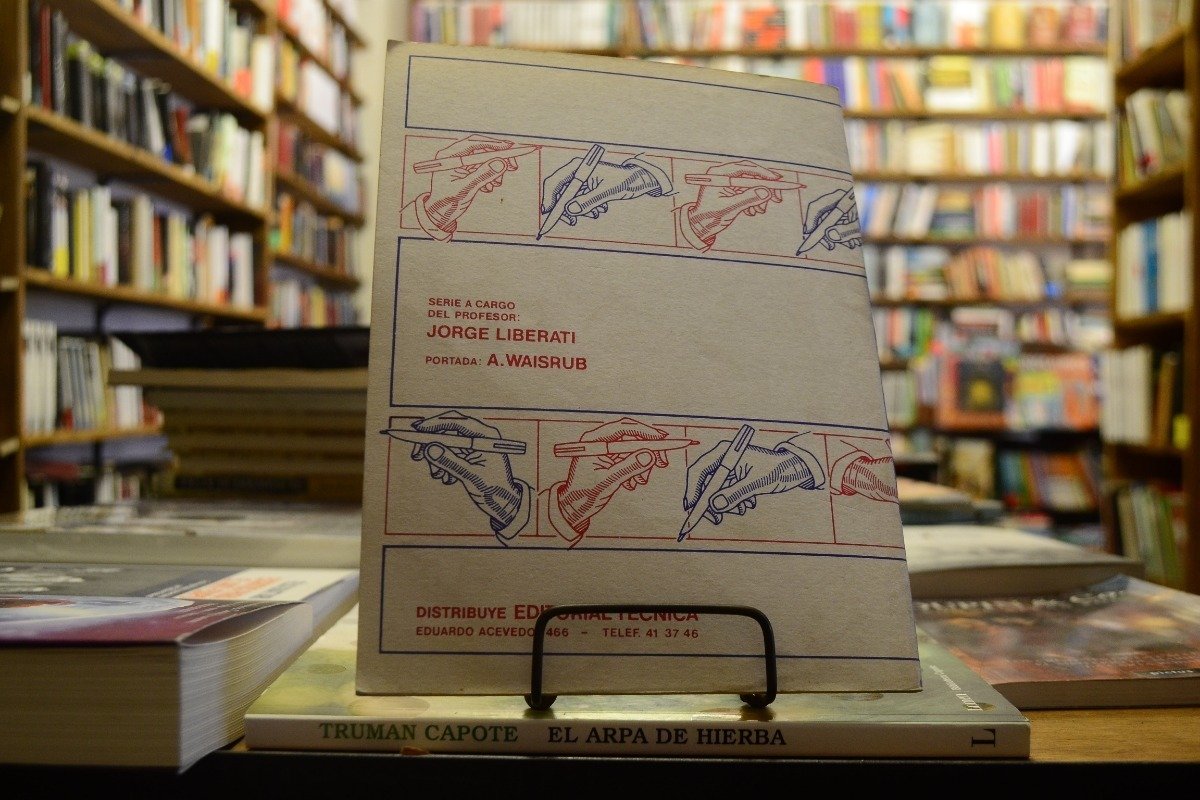 SERIE A CARGO
DEL PROFESOR:
JORGE LIBERATI
PORTADA: A.WAISRUB
DISTRIBUYE EDITORIAL TECNICA
EDUARDO ACEVEDO 1466 – TELEF. 41 37 46
TRUMAN CAPOTE EL ARPA DE HIERBA L